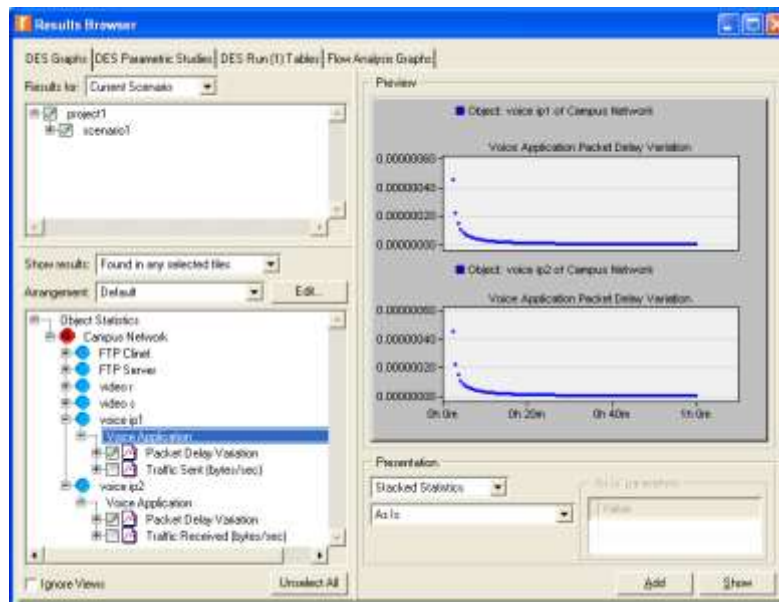 Results Browser
DES Graphs DES Parametric Studies DES Run (1) Tables Flow Analysis Graphs
Results for: Current Scenario
project1
scenario1
Show results: Found in any selected files
Arrangement: Default Edit...
Object Statistics
Campus Network
FTP Clinet
FTP Server
video r
video s
voice ip1
Voice Application
Packet Delay Variation
Traffic Sent (bytes/sec)
voice ip2
Voice Application
Packet Delay Variation
Traffic Received (bytes/sec)
Ignore Views Unselect All
Preview
Object: voice ip1 of Campus Network
Voice Application.Packet Delay Variation
0.00000060
0.00000040
0.00000020
0.00000000
Object: voice ip2 of Campus Network
Voice Application.Packet Delay Variation
0.00000060
0.00000040
0.00000020
0.00000000
0h 0m 0h 20m 0h 40m 1h 0m
Presentation
Stacked Statistics
As Is
parameters
Value
Add Show